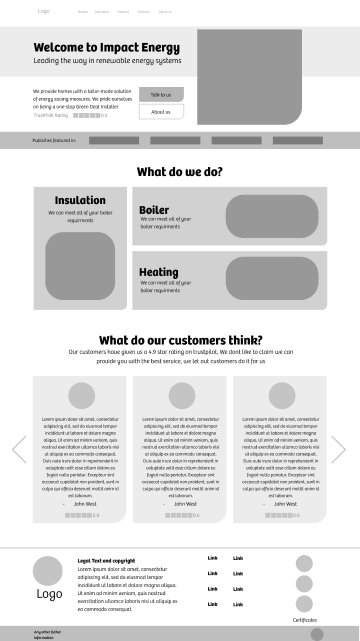 Logo
Boilers Insulation Heating Contact About us
Welcome to Impact Energy
Leading the way in renewable energy systems
We provide homes with a tailor-made solution
of energy saving measures. We pride ourselves
on being a one stop Green Deal Installer
TrustPoilt Rating
Talk to us
About us
Publishes featured in:
What do we do?
Insulation
We can meet all of your boiler
requirments
Boiler
We can meet all of your
boiler requirments
Heating
We can meet all of your
boiler requirments
What do our customers think?
Our customers have given us a 4.9 star rating on trustpilot, We dont like to claim we can
provide you with the best service, we let out customers do it for us
Lorem ipsum dolor sit amet, consectetur
adipiscing elit, sed do eiusmod tempor
incididunt ut labore et dolore magna
aliqua. Ut enim ad minim veniam, quis
nostrud exercitation ullamco laboris nisi
ut aliquip ex ea commodo consequat.
Duis aute irure dolor in reprehenderit in
voluptate velit esse cillum dolore eu
fugiat nulla pariatur. Excepteur sint
occaecat cupidatat non proident, sunt in
culpa qui officia deserunt mollit anim id
est laborum.
- John West
Lorem ipsum dolor sit amet, consectetur
adipiscing elit, sed do eiusmod tempor
incididunt ut labore et dolore magna
aliqua. Ut enim ad minim veniam, quis
nostrud exercitation ullamco laboris nisi
ut aliquip ex ea commodo consequat.
Duis aute irure dolor in reprehenderit in
voluptate velit esse cillum dolore eu
fugiat nulla pariatur. Excepteur sint
occaecat cupidatat non proident, sunt in
culpa qui officia deserunt mollit anim id
est laborum.
- John West
Lorem ipsum dolor sit amet, consectetur
adipiscing elit, sed do eiusmod tempor
incididunt ut labore et dolore magna
aliqua. Ut enim ad minim veniam, quis
nostrud exercitation ullamco laboris nisi
ut aliquip ex ea commodo consequat.
Duis aute irure dolor in reprehenderit in
voluptate velit esse cillum dolore eu
fugiat nulla pariatur. Excepteur sint
occaecat cupidatat non proident, sunt in
culpa qui officia deserunt mollit anim id
est laborum.
- John West
Logo
Legal Text and copyright
Lorem ipsum dolor sit amet, consectetur
adipiscing elit, sed do eiusmod tempor
incididunt ut labore et dolore magna aliqua.
Ut enim ad minim veniam, quis nostrud
exercitation ullamco laboris nisi ut aliquip ex
ea commodo consequat.
Link Link
Link Link
Link Link
Link Link
Certificates
Any other futher
information